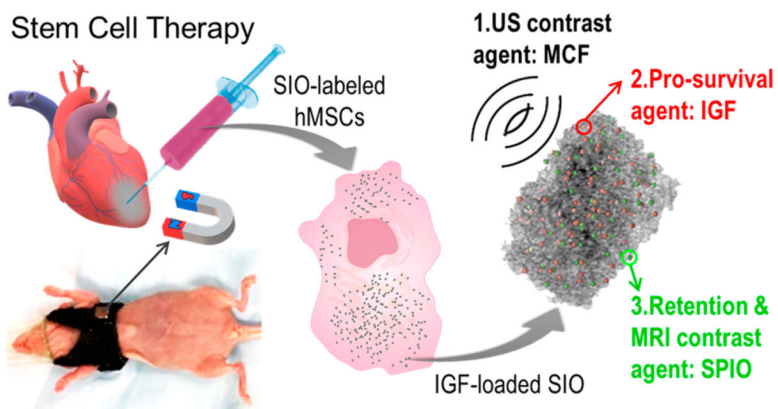 Stem Cell Therapy
SIO-labeled
hMSCs
S
N
IGF-loaded SIO
1.US contrast
agent: MCF
2.Pro-survival
agent: IGF
3.Retention &
MRI contrast
agent: SPIO